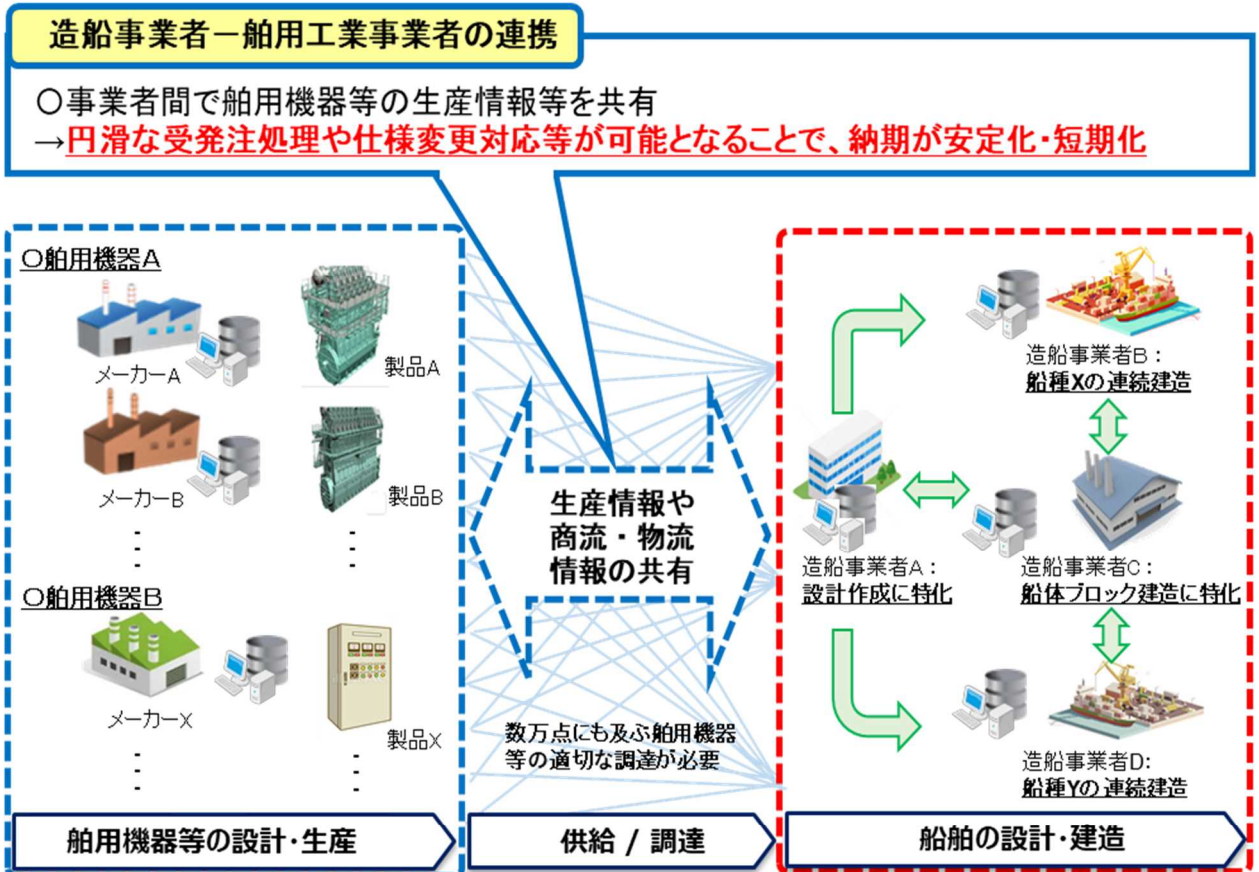 造船事業者－舶用工業事業者の連携
〇事業者間で舶用機器等の生産情報等を共有
→円滑な受発注処理や仕様変更対応等が可能となることで、納期が安定化・短期化
〇舶用機器A
メーカーA
製品A
メーカーB
製品B
〇舶用機器B
メーカーX
製品X
舶用機器等の設計・生産
生産情報や
商流・物流
情報の共有
数万点にも及ぶ舶用機器
等の適切な調達が必要
供給 / 調達
造船事業者B：
船種Xの連続建造
造船事業者A：
設計作成に特化
造船事業者C：
船体ブロック建造に特化
造船事業者D：
船種Yの連続建造
船舶の設計・建造